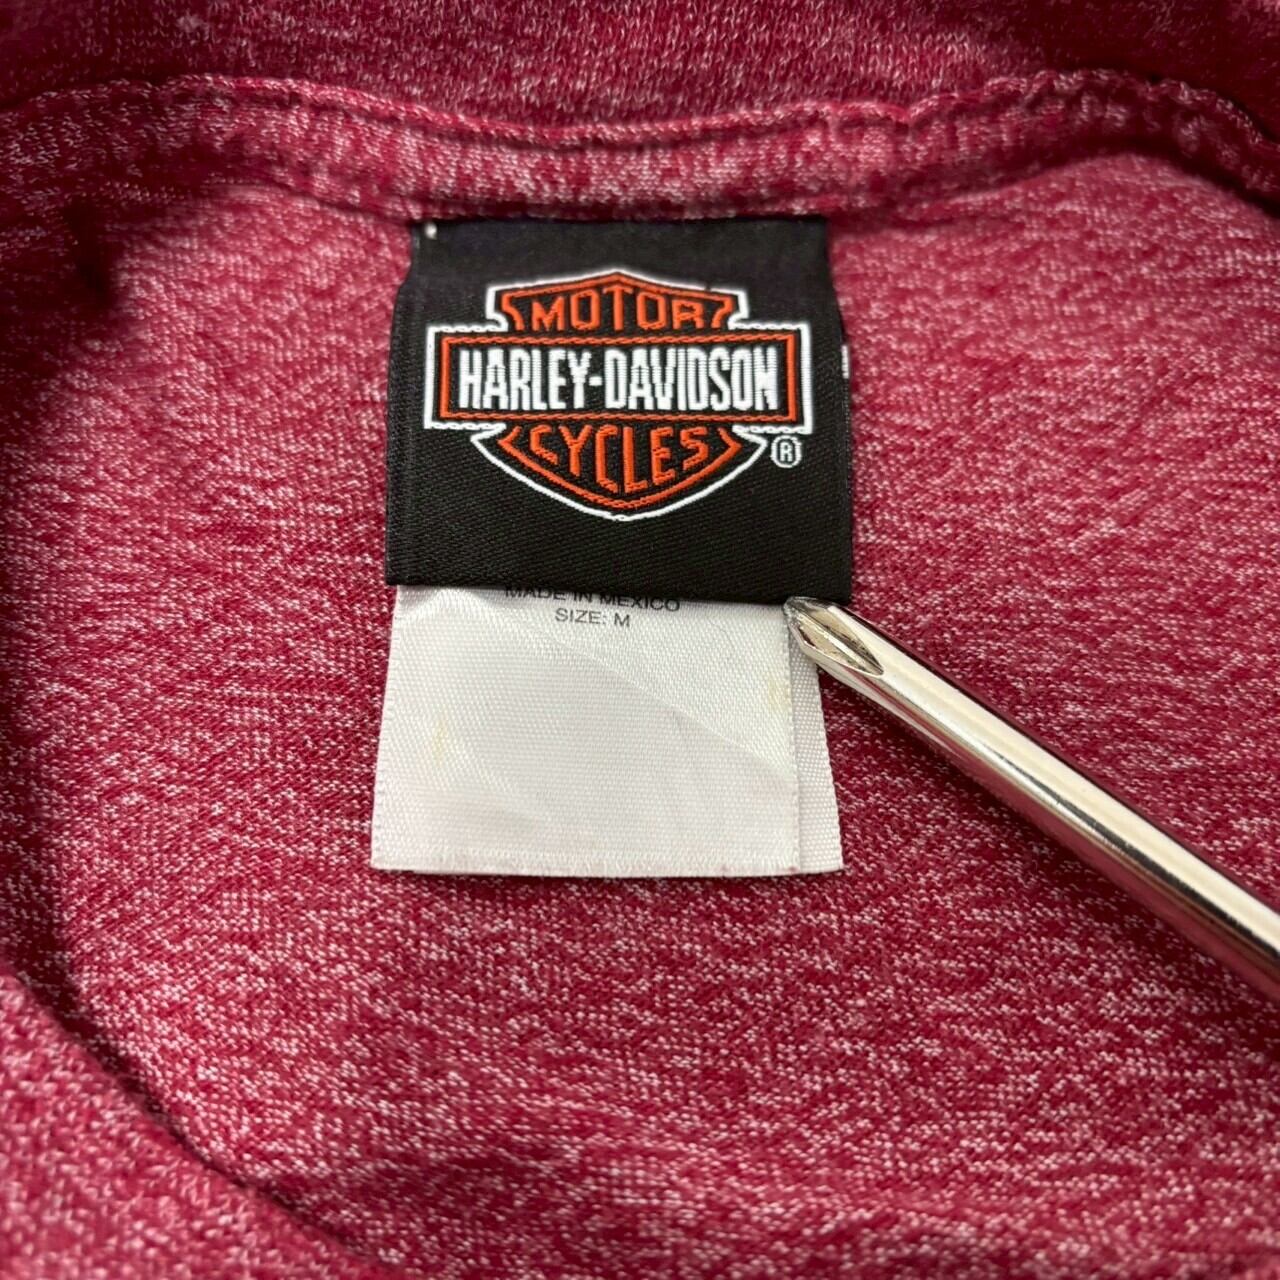 MOTOR
HARLEY-DAVIDSON
CYCLES
®
MADE IN MEXICO
SIZE: M